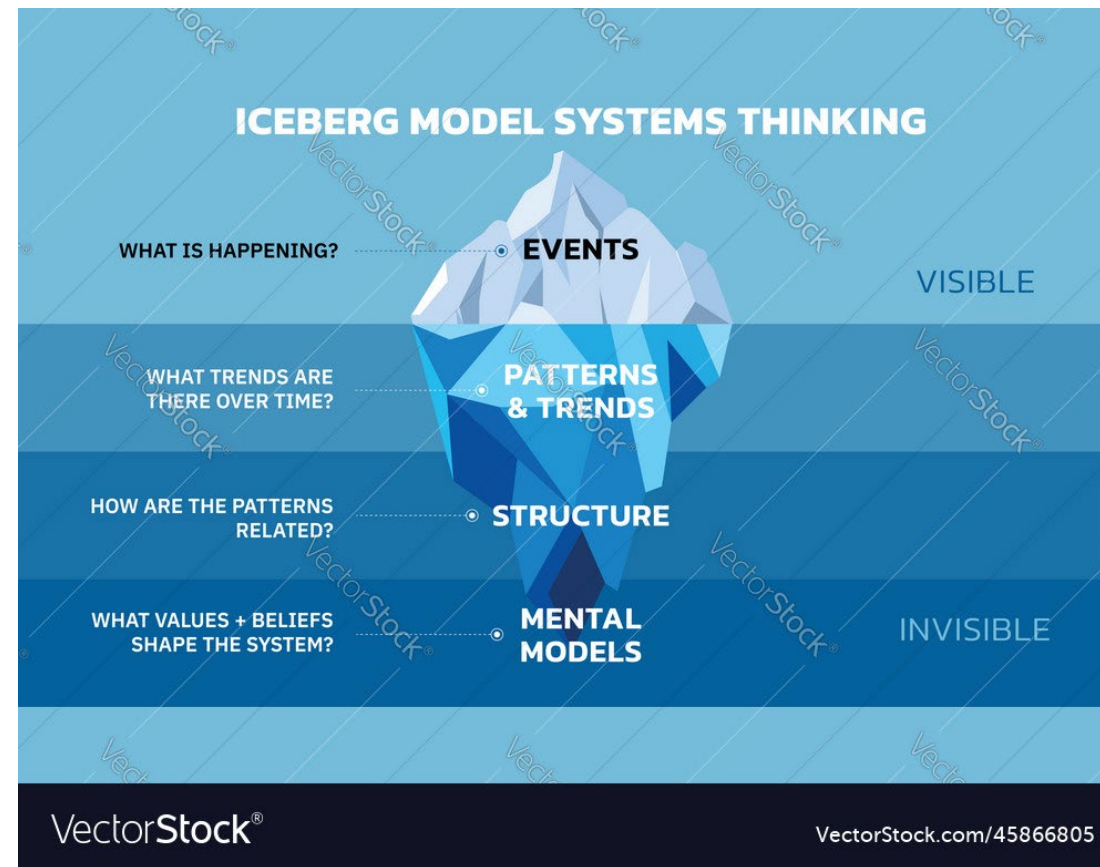 ICEBERG MODEL SYSTEMS THINKING
WHAT IS HAPPENING?
EVENTS
VISIBLE
WHAT TRENDS ARE
THERE OVER TIME?
PATTERNS
& TRENDS
HOW ARE THE PATTERNS
RELATED?
STRUCTURE
WHAT VALUES + BELIEFS
SHAPE THE SYSTEM?
MENTAL
MODELS
INVISIBLE
VectorStock®
VectorStock.com/45866805